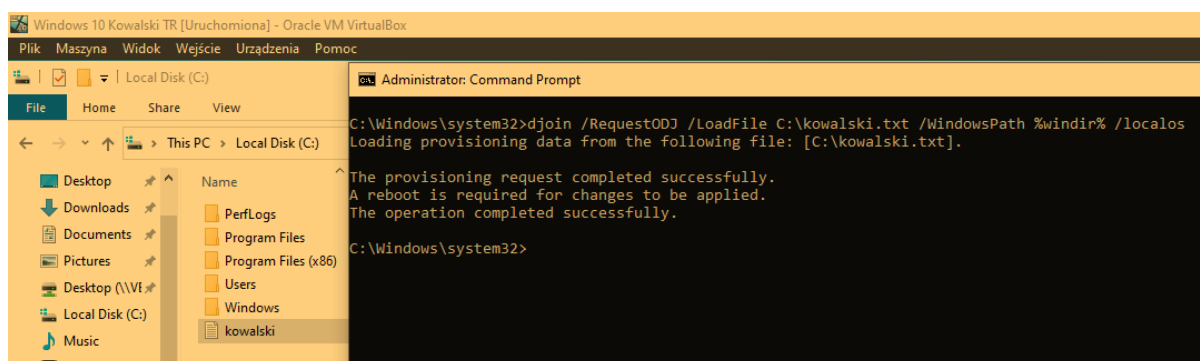 Windows 10 Kowalski TR [Uruchomiona] - Oracle VM VirtualBox
Plik Maszyna Widok Wejście Urządzenia Pomoc
Local Disk (C:)
File Home Share View
This PC > Local Disk (C:)
Desktop
Downloads
Documents
Pictures
Desktop (\\VE
Local Disk (C:)
Music
Name
PerfLogs
Program Files
Program Files (x86)
Users
Windows
kowalski
Administrator: Command Prompt
C:\Windows\system32>djoin /RequestODJ /LoadFile C:\kowalski.txt /WindowsPath %windir% /localos
Loading provisioning data from the following file: [C:\kowalski.txt].
The provisioning request completed successfully.
A reboot is required for changes to be applied.
The operation completed successfully.
C:\Windows\system32>